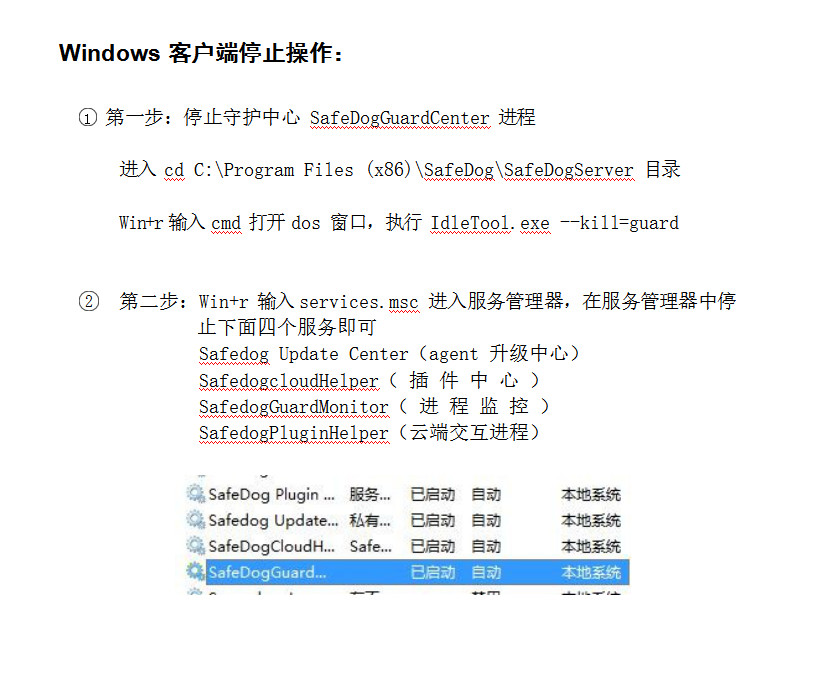 Windows 客户端停止操作：
① 第一步：停止守护中心 SafeDogGuardCenter 进程
进入 cd C:\Program Files (x86)\SafeDog\SafeDogServer 目录
Win+r 输入 cmd 打开 dos 窗口，执行 IdleTool.exe --kill=guard
② 第二步：Win+r 输入 services.msc 进入服务管理器，在服务管理器中停
止下面四个服务即可
Safedog Update Center（agent 升级中心）
SafedogcloudHelper（ 插 件 中 心 ）
SafedogGuardMonitor（ 进 程 监 控 ）
SafedogPluginHelper（云端交互进程）
SafeDog Plugin ... 服务... 已启动 自动 本地系统
Safedog Update... 私有... 已启动 自动 本地系统
SafeDogCloudH... Safe... 已启动 自动 本地系统
SafeDogGuard... 已启动 自动 本地系统